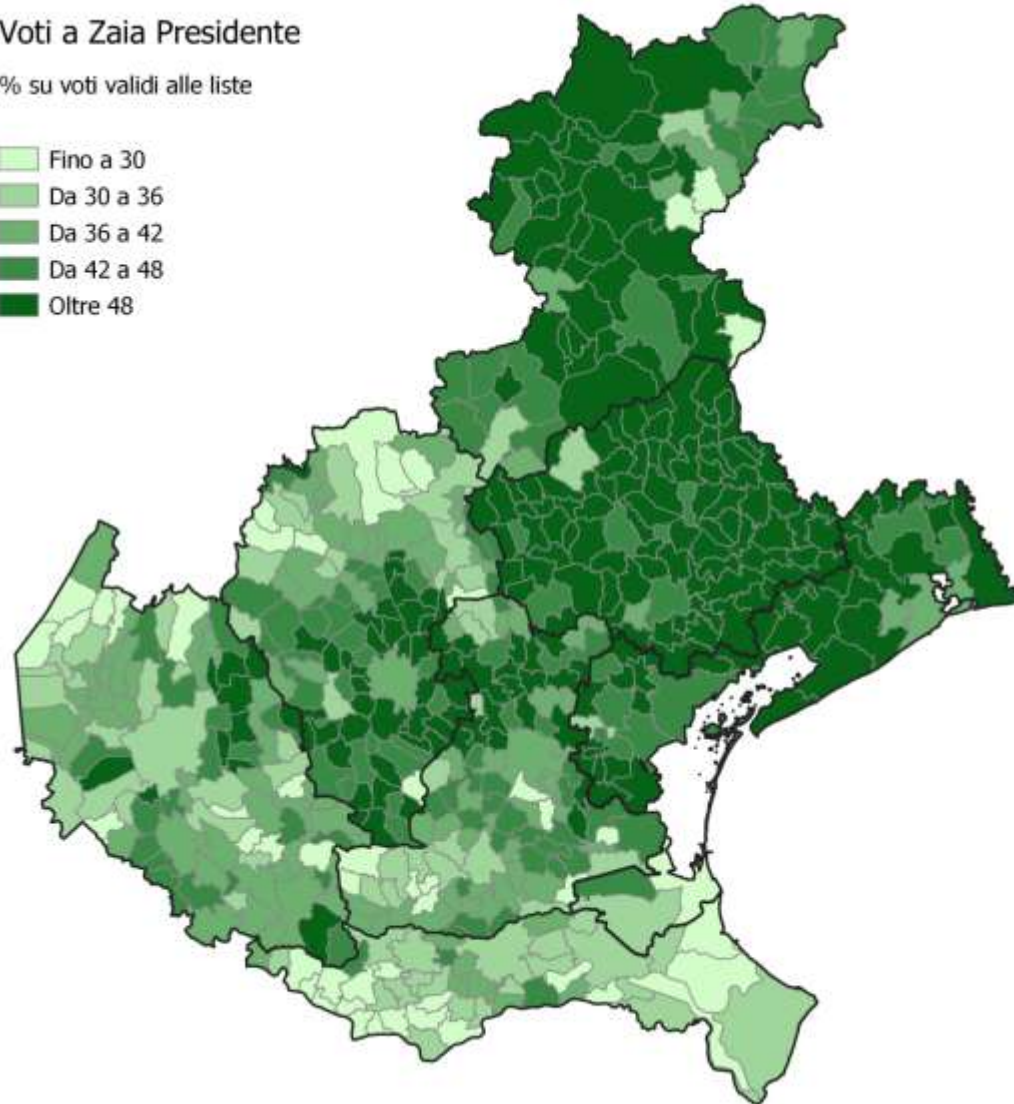 Voti a Zaia Presidente
% su voti validi alle liste
Fino a 30
Da 30 a 36
Da 36 a 42
Da 42 a 48
Oltre 48